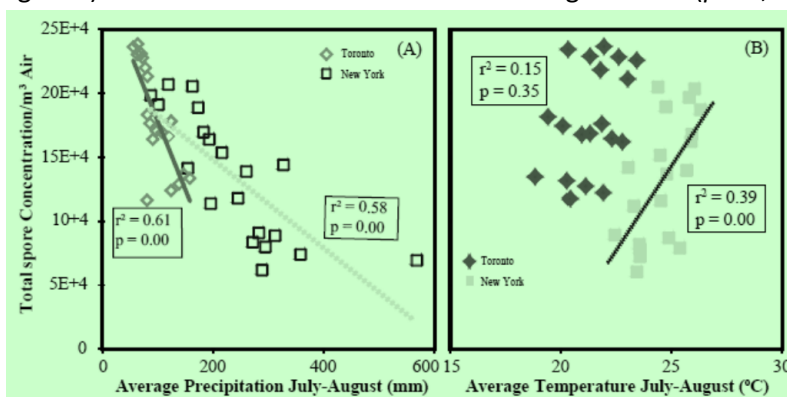 25E+4
20E+4
15E+4
10E+4
5E+4
0
Total spore Concentration/m³ Air
(A)
Toronto
New York
r² = 0.61
p = 0.00
r² = 0.58
p = 0.00
0 200 400 600
Average Precipitation July-August (mm)
(B)
r² = 0.15
p = 0.35
r² = 0.39
p = 0.00
Toronto
New York
15 20 25 30
Average Temperature July-August (ºC)